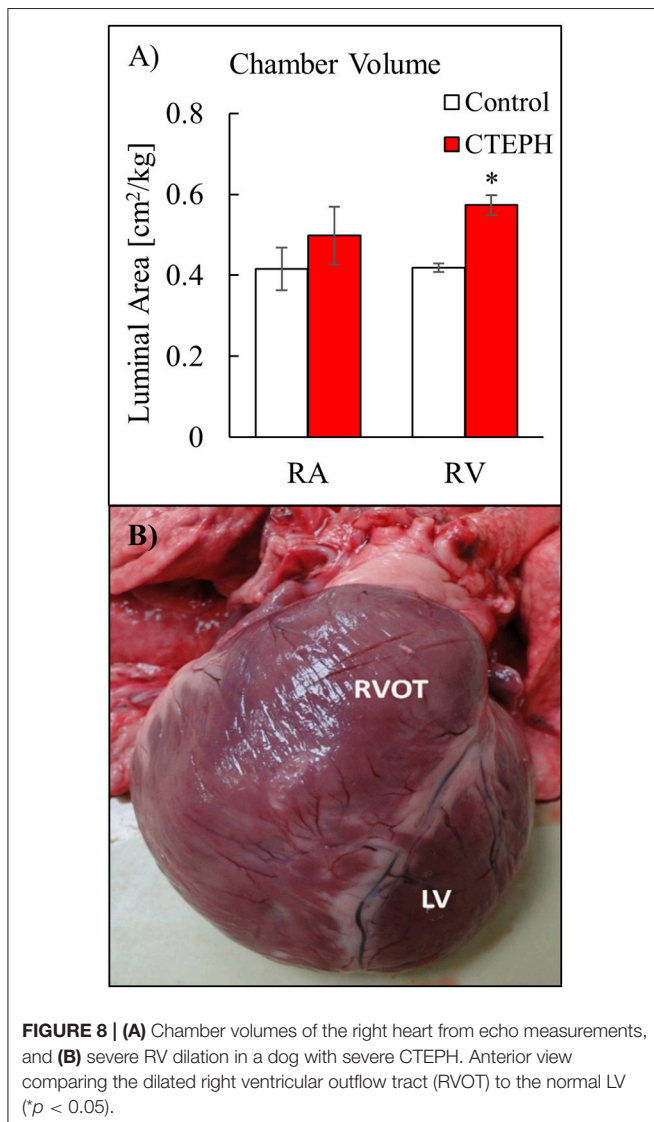 A)
Chamber Volume
Control
CTEPH
Luminal Area [cm²/kg]
0.8
0.6
0.4
0.2
0
*
RA
RV
B)
RVOT
LV
FIGURE 8 | (A) Chamber volumes of the right heart from echo measurements,
and (B) severe RV dilation in a dog with severe CTEPH. Anterior view
comparing the dilated right ventricular outflow tract (RVOT) to the normal LV
(*p < 0.05).